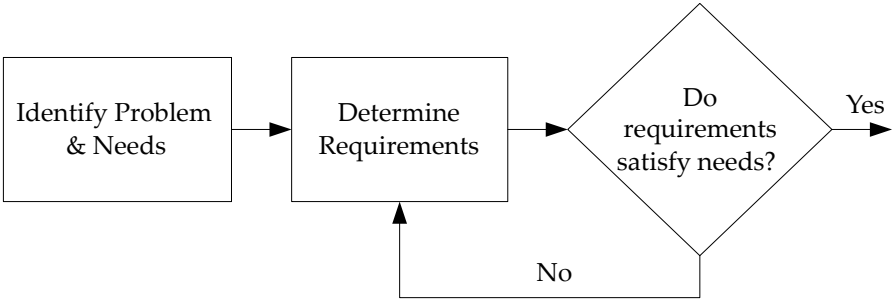 Identify Problem
& Needs
Determine
Requirements
Do
requirements
satisfy needs?
Yes
No